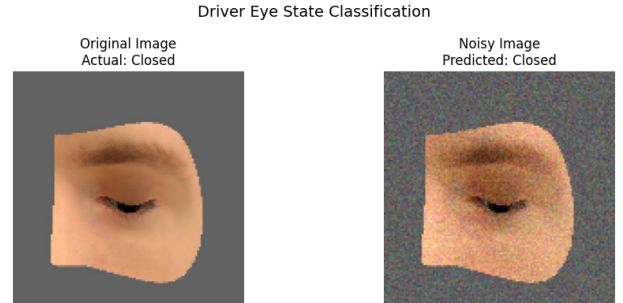 Driver Eye State Classification
Original Image
Actual: Closed
Noisy Image
Predicted: Closed